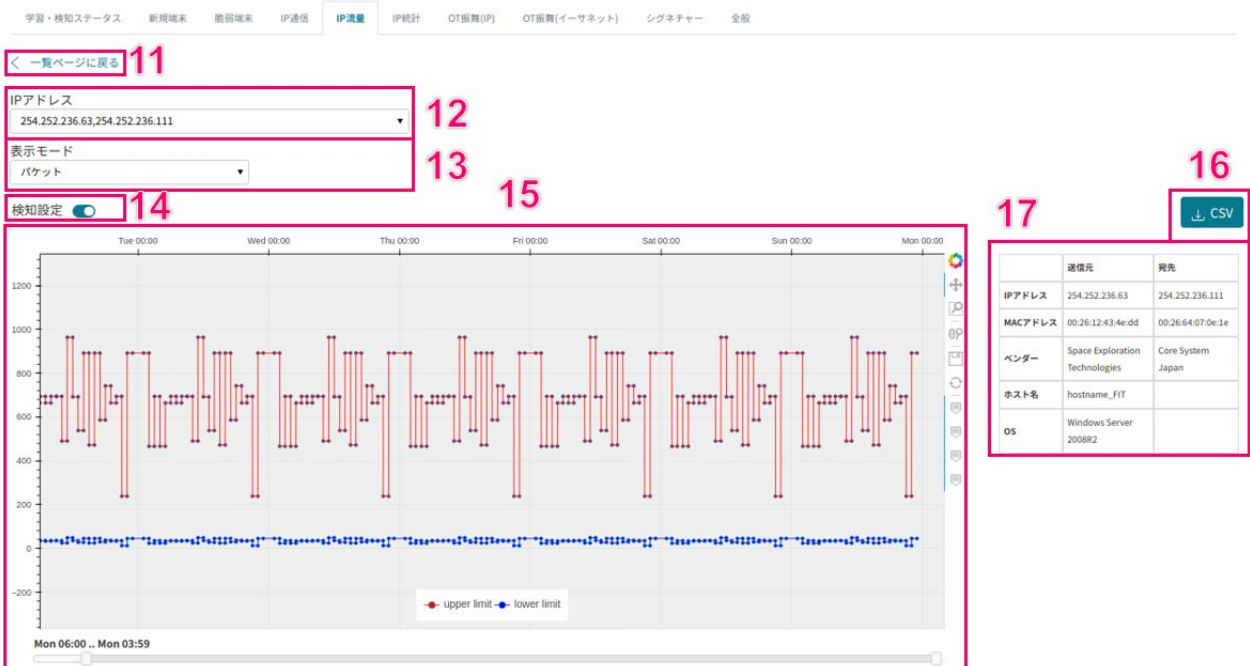 学習・検知ステータス 新規端末 脆弱端末 IP通信 IP流量 IP統計 OT振舞(IP) OT振舞(イーサネット) シグネチャー 全般
一覧ページに戻る 11
IPアドレス
254.252.236.63,254.252.236.111 12
表示モード
パケット 13
検知設定 14
15
16
CSV
17
Tue 00:00 Wed 00:00 Thu 00:00 Fri 00:00 Sat 00:00 Sun 00:00 Mon 00:00
1200
1000
800
600
400
200
0
-200
upper limit lower limit
Mon 06:00 .. Mon 03:59
送信元 宛先
IPアドレス 254.252.236.63 254.252.236.111
MACアドレス 00:26:12:43:4e:dd 00:26:64:07:0e:1e
ベンダー Space Exploration Technologies Core System Japan
ホスト名 hostname_FIT
OS Windows Server 2008R2